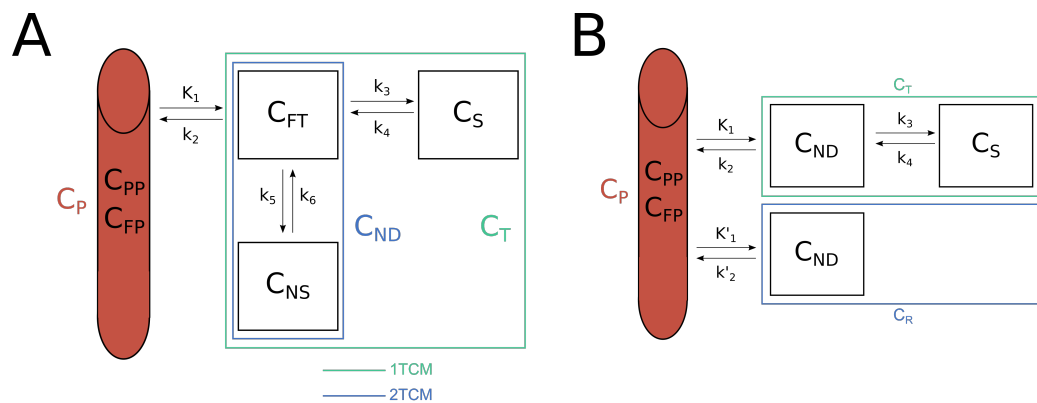 A
K1
k2
CFT
k3
k4
CS
CPP
CFP
CP
k5
k6
CND
CT
CNS
1TCM
2TCM
B
CT
K1
k2
CND
k3
k4
CS
CPP
CFP
CP
K'1
k'2
CND
CR